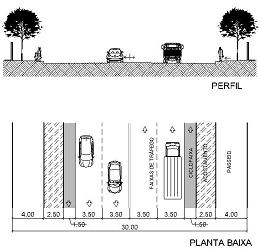 PERFIL
FAIXAS DE TRÁFEGO
CICLOFAIXA
ACOSTAMENTO
PASSEIO
4.00 2.50 3.50 3.50 3.50 3.50 2.50 4.00
1.50 1.50
30.00
PLANTA BAIXA